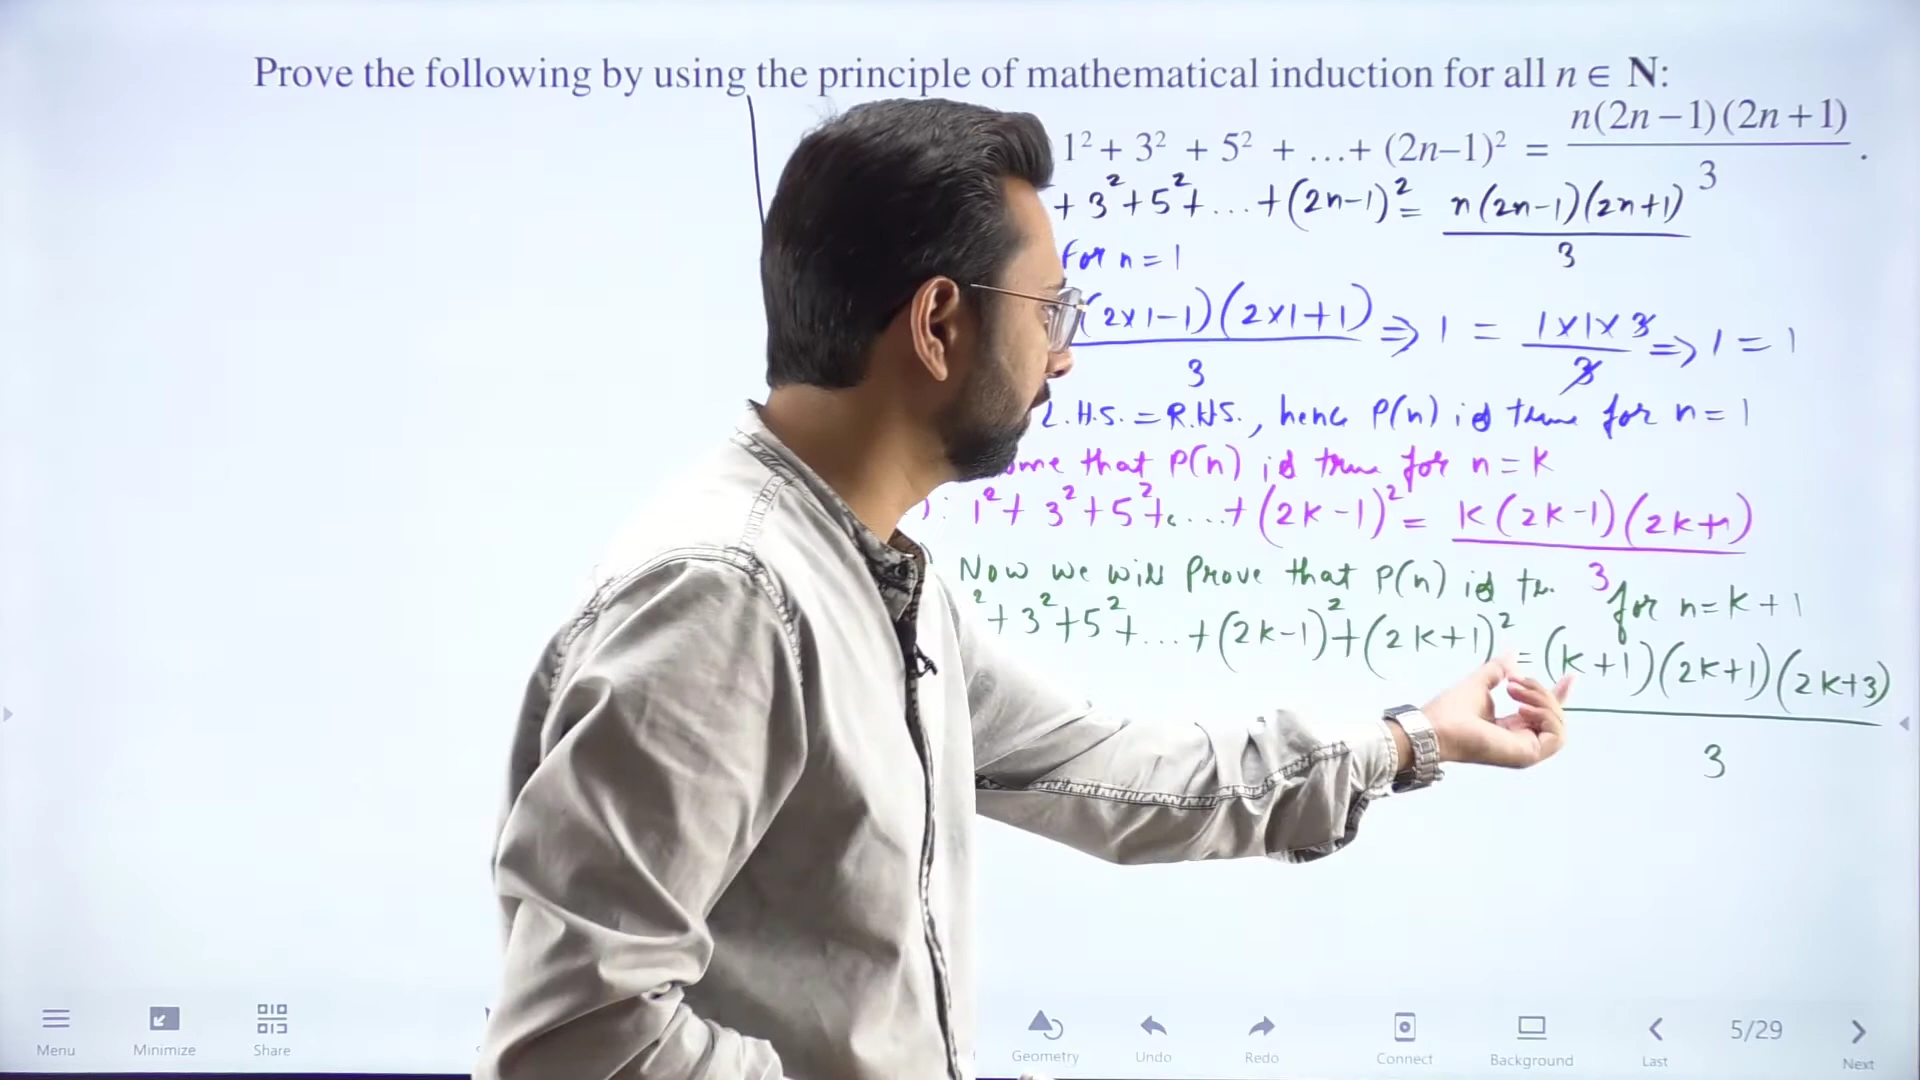 Prove the following by using the principle of mathematical induction for all n ∈ N:
1² + 3² + 5² + ...+ (2n–1)² = n(2n−1)(2n+1)/3 .
+ 3² + 5² + ... + (2n−1)² = n(2n−1)(2n+1)/3
for n = 1
(2×1−1)(2×1+1)/3 ⇒ 1 = 1×1×3/3 ⇒ 1 = 1
L.H.S. = R.H.S., hence P(n) is true for n = 1
ome that P(n) is true for n = k
): 1² + 3² + 5² + ... + (2k−1)² = k(2k−1)(2k+1)/3
Now we will Prove that P(n) is tr. for n = k + 1
² + 3² + 5² + ... + (2k−1)² + (2k+1)² = (k+1)(2k+1)(2k+3)/3
Menu Minimize Share Geometry Undo Redo Connect Background Last 5/29 Next